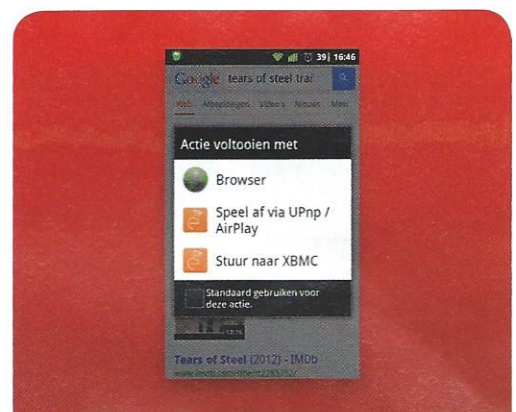 39 16:46
Google tears of steel trai
Web Afbeeldingen Video's Nieuws Meer
Actie voltooien met
Browser
Speel af via UPnp /
AirPlay
Stuur naar XBMC
Standaard gebruiken voor
deze actie.
Tears of Steel (2012) - IMDb